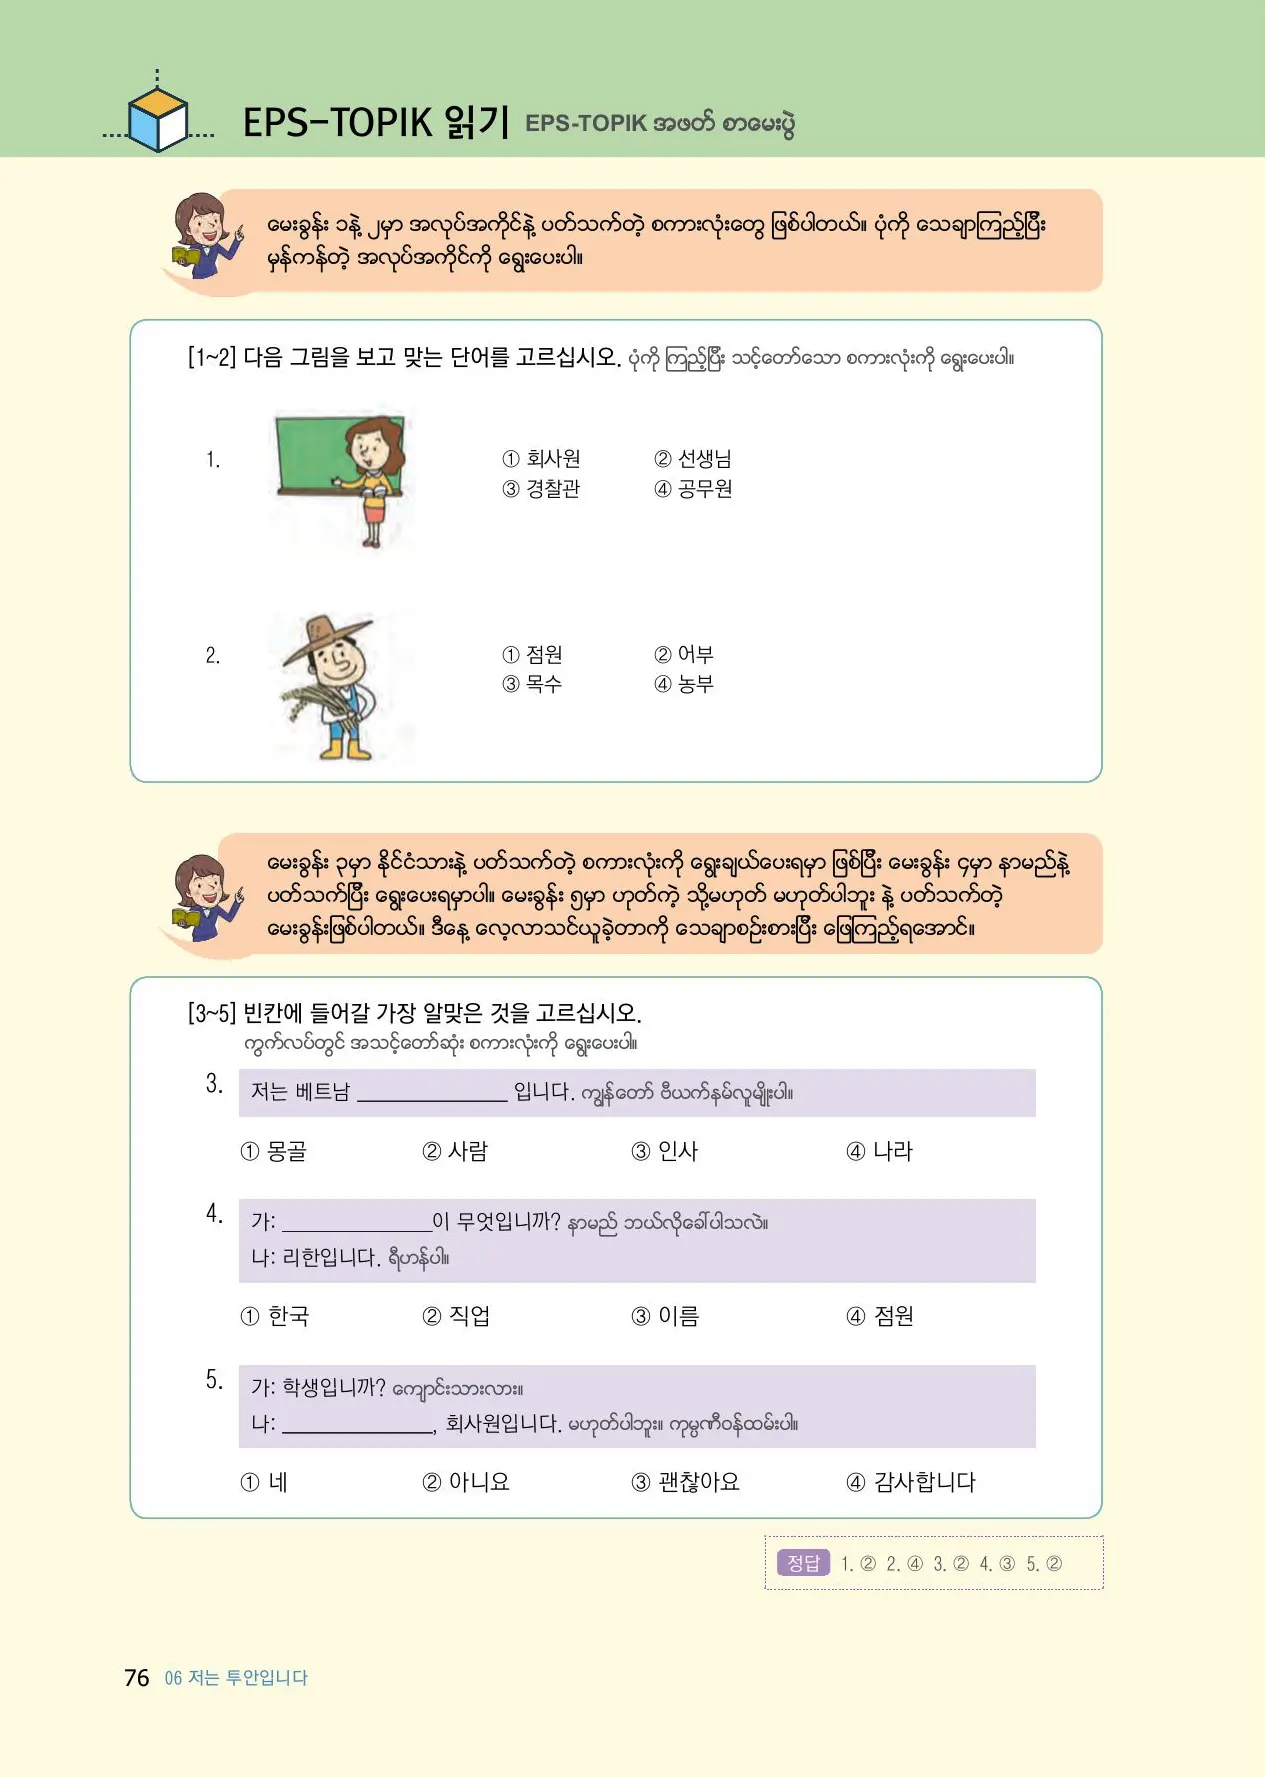 EPS-TOPIK 읽기 EPS-TOPIK အဖတ် စာမေးပွဲ
မေးခွန်း ၁နဲ့ ၂မှာ အလုပ်အကိုင်နဲ့ ပတ်သက်တဲ့ စကားလုံးတွေ ဖြစ်ပါတယ်။ ပုံကို သေချာကြည့်ပြီး
မှန်ကန်တဲ့ အလုပ်အကိုင်ကို ရွေးပေးပါ။
[1~2] 다음 그림을 보고 맞는 단어를 고르십시오. ပုံကို ကြည့်ပြီး သင့်တော်သော စကားလုံးကို ရွေးပေးပါ။
1. ① 회사원 ② 선생님
③ 경찰관 ④ 공무원
2. ① 점원 ② 어부
③ 목수 ④ 농부
မေးခွန်း ၃မှာ နိုင်ငံသားနဲ့ ပတ်သက်တဲ့ စကားလုံးကို ရွေးချယ်ပေးရမှာ ဖြစ်ပြီး မေးခွန်း ၄မှာ နာမည်နဲ့
ပတ်သက်ပြီး ရွေးပေးရမှာပါ။ မေးခွန်း ၅မှာ ဟုတ်ကဲ့ သို့မဟုတ် မဟုတ်ပါဘူး နဲ့ ပတ်သက်တဲ့
မေးခွန်းဖြစ်ပါတယ်။ ဒီနေ့ လေ့လာသင်ယူခဲ့တာကို သေချာစဉ်းစားပြီး ဖြေကြည့်ရအောင်။
[3~5] 빈칸에 들어갈 가장 알맞은 것을 고르십시오.
ကွက်လပ်တွင် အသင့်တော်ဆုံး စကားလုံးကို ရွေးပေးပါ။
3. 저는 베트남 ______________ 입니다. ကျွန်တော် ဗီယက်နမ်လူမျိုးပါ။
① 몽골 ② 사람 ③ 인사 ④ 나라
4. 가: ______________이 무엇입니까? နာမည် ဘယ်လိုခေါ်ပါသလဲ။
나: 리한입니다. ရီဟန်ပါ။
① 한국 ② 직업 ③ 이름 ④ 점원
5. 가: 학생입니까? ကျောင်းသားလား။
나: ______________, 회사원입니다. မဟုတ်ပါဘူး။ ကုမ္ပဏီဝန်ထမ်းပါ။
① 네 ② 아니요 ③ 괜찮아요 ④ 감사합니다
정답 1. ② 2. ④ 3. ② 4. ③ 5. ②
76 06 저는 투안입니다